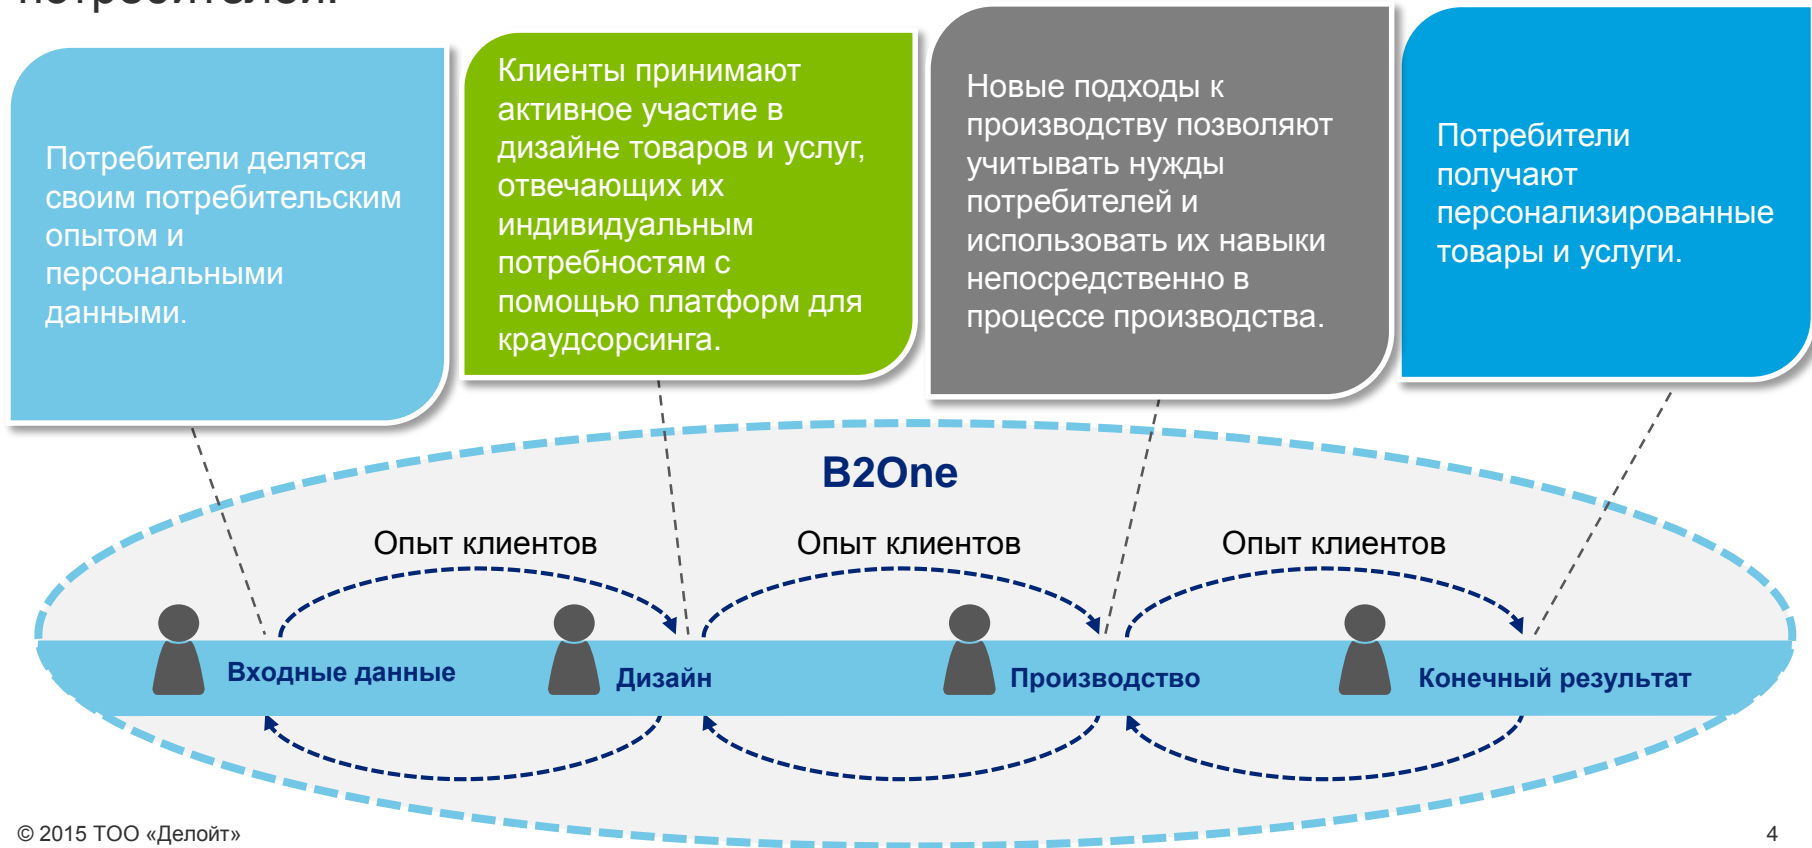 потребителей.
Потребители делятся
своим потребительским
опытом и
персональными
данными.
Клиенты принимают
активное участие в
дизайне товаров и услуг,
отвечающих их
индивидуальным
потребностям с
помощью платформ для
краудсорсинга.
Новые подходы к
производству позволяют
учитывать нужды
потребителей и
использовать их навыки
непосредственно в
процессе производства.
Потребители
получают
персонализированные
товары и услуги.
B2One
Опыт клиентов
Опыт клиентов
Опыт клиентов
Входные данные
Дизайн
Производство
Конечный результат
© 2015 ТОО «Делойт»
4